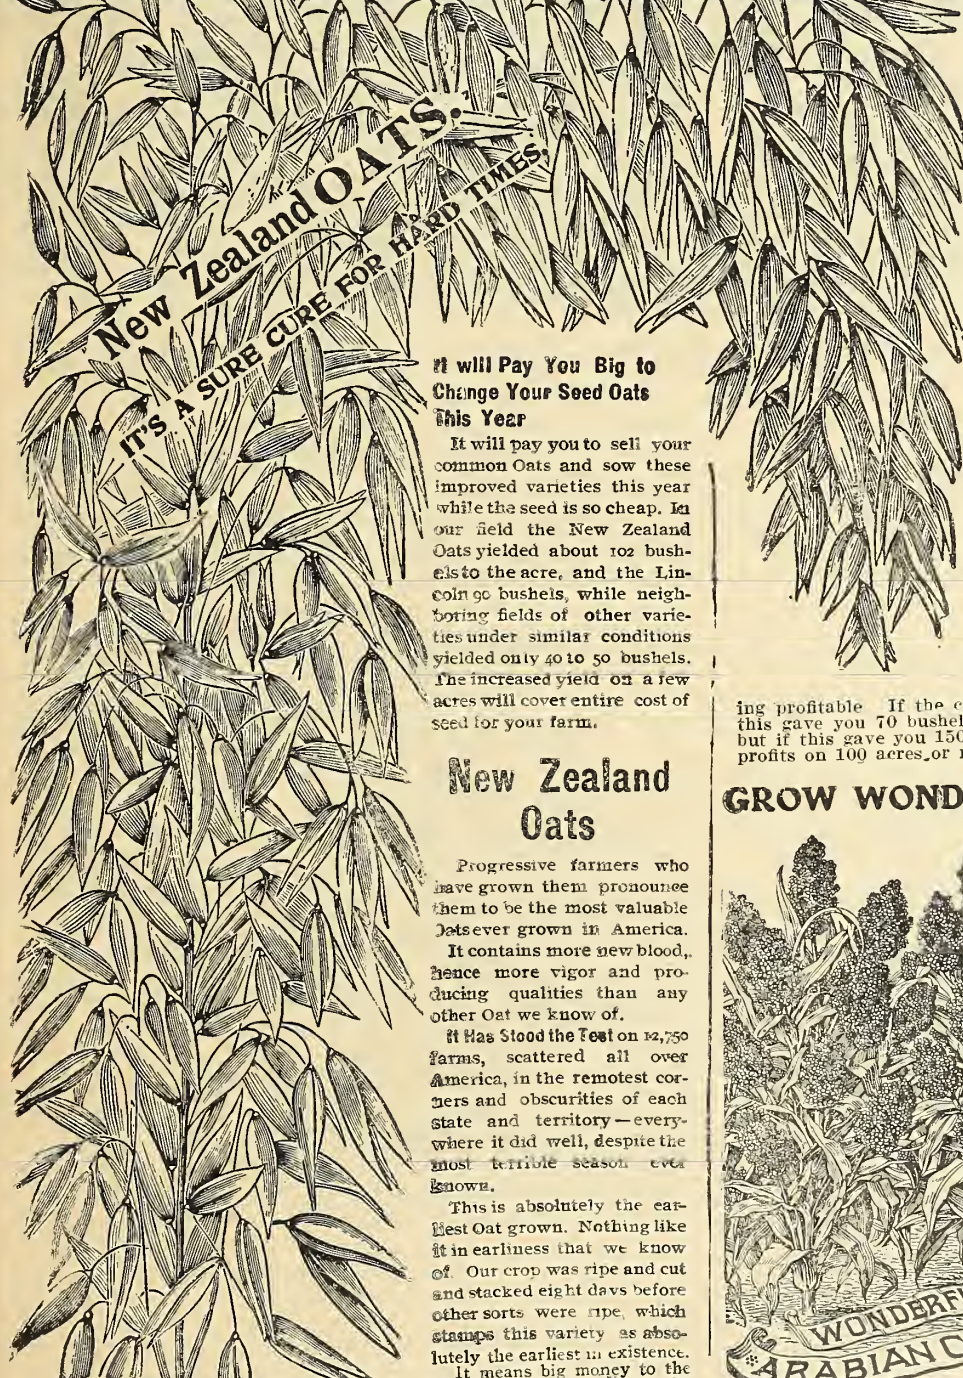 New Zealand OATS.
IT'S A SURE CURE FOR HARD TIMES.
It will Pay You Big to
Change Your Seed Oats
This Year
It will pay you to sell your
common Oats and sow these
improved varieties this year
while the seed is so cheap. In
our field the New Zealand
Oats yielded about 102 bush-
els to the acre, and the Lin-
coln 90 bushels, while neigh-
boring fields of other varie-
ties under similar conditions
yielded only 40 to 50 bushels.
The increased yield on a few
acres will cover entire cost of
seed for your farm.
New Zealand
Oats
Progressive farmers who
have grown them pronounce
them to be the most valuable
Oats ever grown in America.
It contains more new blood,
hence more vigor and pro-
ducing qualities than any
other Oat we know of.
It Has Stood the Test on 12,750
farms, scattered all over
America, in the remotest cor-
ners and obscurities of each
state and territory—every-
where it did well, despite the
most terrible season ever
known.
This is absolutely the ear-
liest Oat grown. Nothing like
it in earliness that we know
of. Our crop was ripe and cut
and stacked eight days before
other sorts were ripe, which
stamps this variety as abso-
lutely the earliest in existence.
It means big money to the
ing profitable If the c
this gave you 70 bushel
but if this gave you 150
profits on 100 acres or
GROW WOND
WONDERF
ARABIAN C